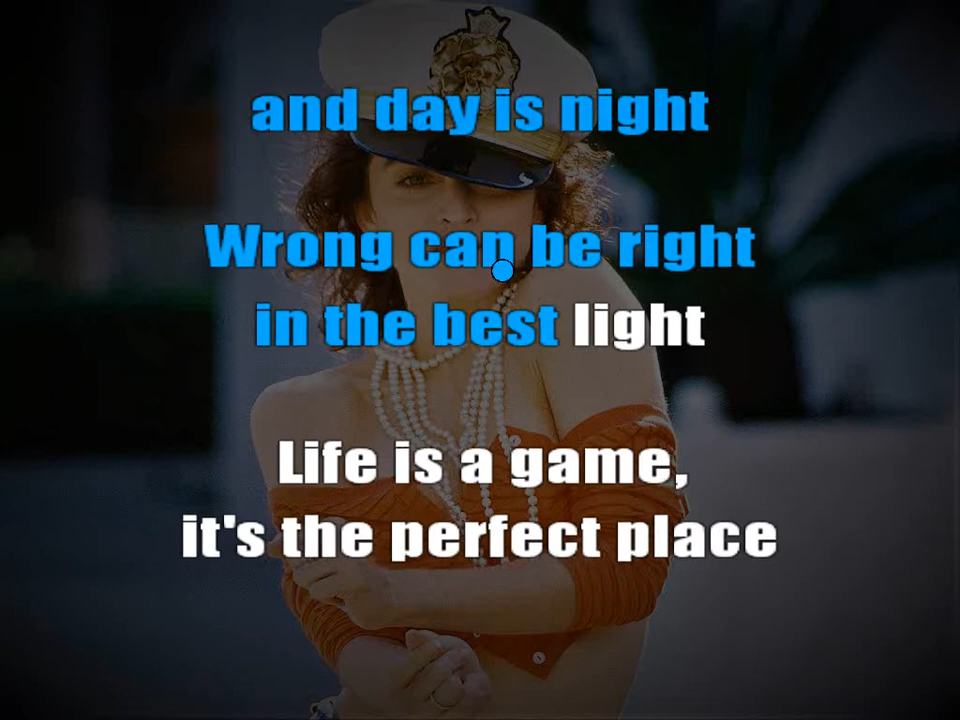 and day is night
Wrong can be right
in the best light
Life is a game,
it's the perfect place